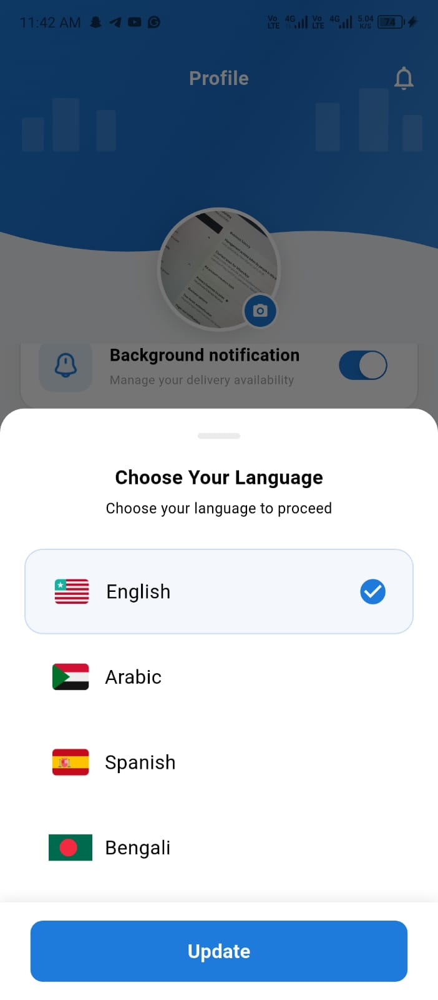 11:42 AM
Vo LTE 4G Vo LTE 4G 5.04 K/S 74
Profile
Background notification
Manage your delivery availability
Choose Your Language
Choose your language to proceed
English
Arabic
Spanish
Bengali
Update